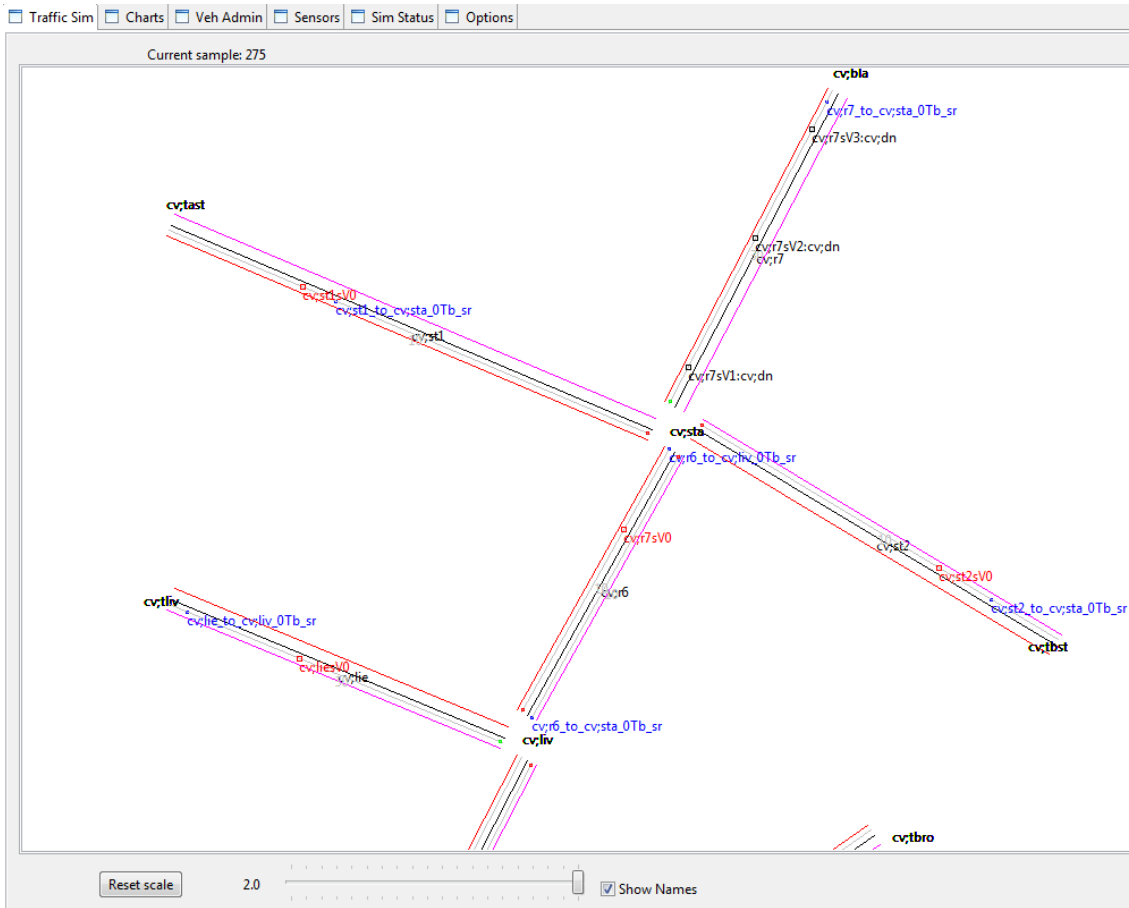 Traffic Sim Charts Veh Admin Sensors Sim Status Options
Current sample: 275
cv;bla
cv;r7_to_cv;sta_0Tb_sr
cv;r7sV3:cv;dn
cv;tast
cv;r7sV2:cv;dn
cv;r7
cv;st1sV0
cv;st1_to_cv;sta_0Tb_sr
cv;st1
cv;r7sV1:cv;dn
cv;sta
cv;r6_to_cv;liv_0Tb_sr
cv;r7sV0
cv;st2
cv;st2sV0
cv;r6
cv;tliv
cv;st2_to_cv;sta_0Tb_sr
cv;lie_to_cv;liv_0Tb_sr
cv;tbst
cv;liesV0
cv;lie
cv;r6_to_cv;sta_0Tb_sr
cv;liv
cv;tbro
Reset scale 2.0 Show Names